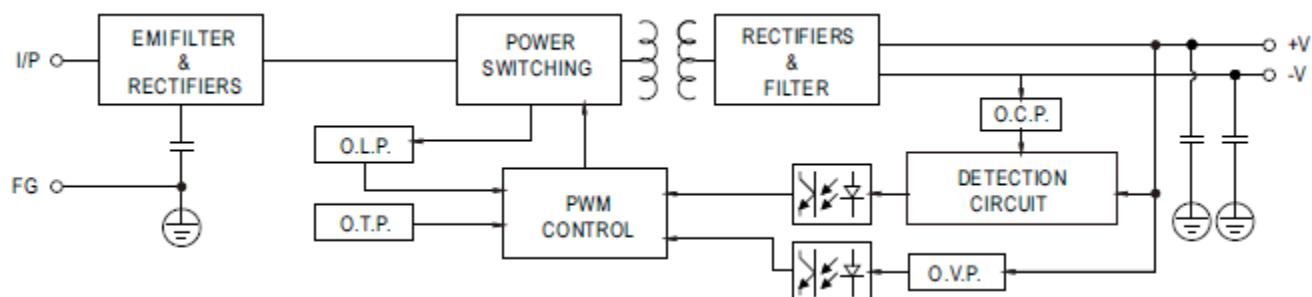 I/P
EMIFILTER
&
RECTIFIERS
POWER
SWITCHING
RECTIFIERS
&
FILTER
+V
-V
O.C.P.
O.L.P.
FG
O.T.P.
PWM
CONTROL
DETECTION
CIRCUIT
O.V.P.